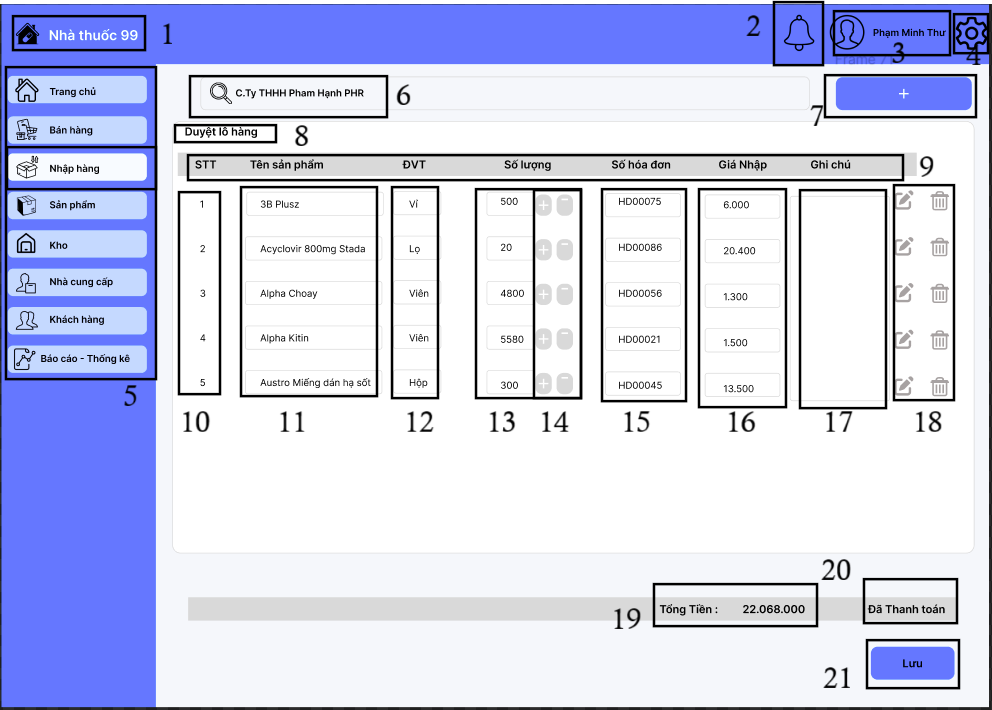 Nhà thuốc 99 1 2 Phạm Minh Thư
Frame 7 3 4
Trang chủ
Bán hàng
Nhập hàng
Sản phẩm
Kho
Nhà cung cấp
Khách hàng
Báo cáo - Thống kê
5
C.Ty THHH Pham Hạnh PHR 6 7 +
Duyệt lô hàng 8
STT Tên sản phẩm ĐVT Số lượng Số hóa đơn Giá Nhập Ghi chú 9
1 3B Plusz Vỉ 500 + − HD00075 6.000
2 Acyclovir 800mg Stada Lọ 20 + − HD00086 20.400
3 Alpha Choay Viên 4800 + − HD00056 1.300
4 Alpha Kitin Viên 5580 + − HD00021 1.500
5 Austro Miếng dán hạ sốt Hộp 300 + − HD00045 13.500
10 11 12 13 14 15 16 17 18
20
19 Tổng Tiền : 22.068.000 Đã Thanh toán
21 Lưu